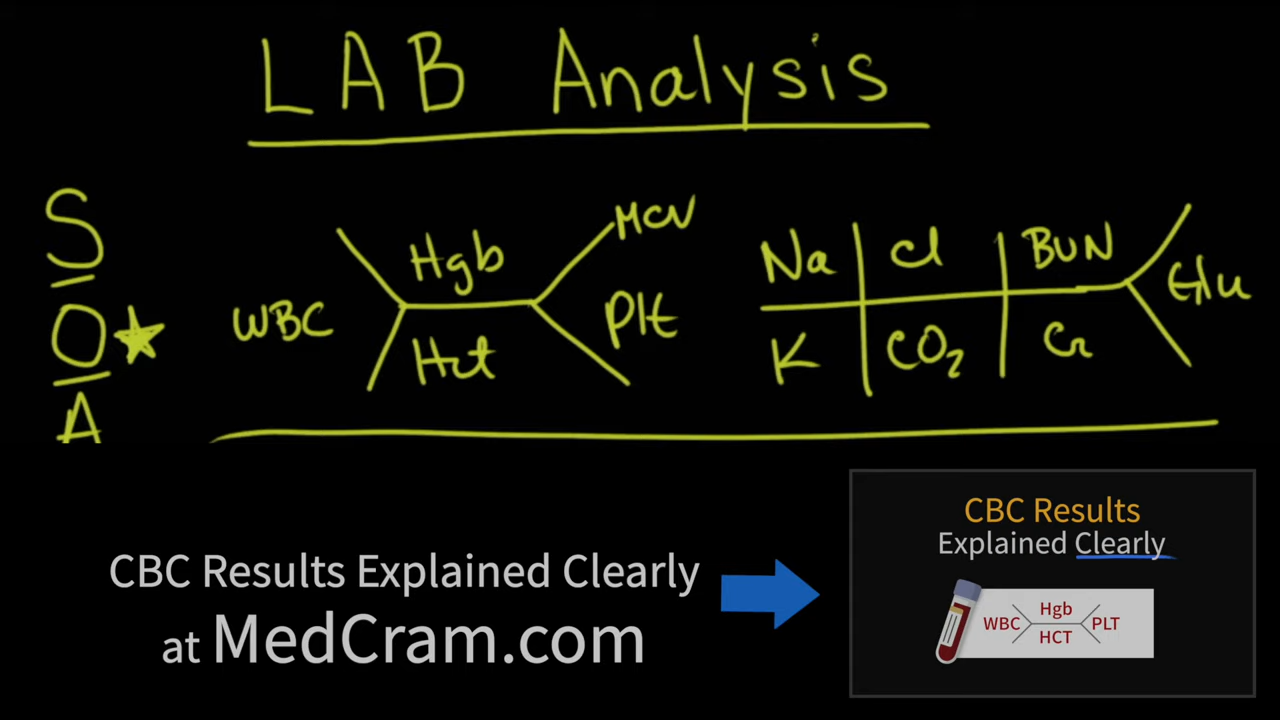 LAB Analysis
S
O
A
WBC
Hgb
Hct
MCV
Plt
Na
Cl
BUN
K
CO₂
Cr
Glu
CBC Results Explained Clearly
at MedCram.com
CBC Results
Explained Clearly
WBC
Hgb
HCT
PLT